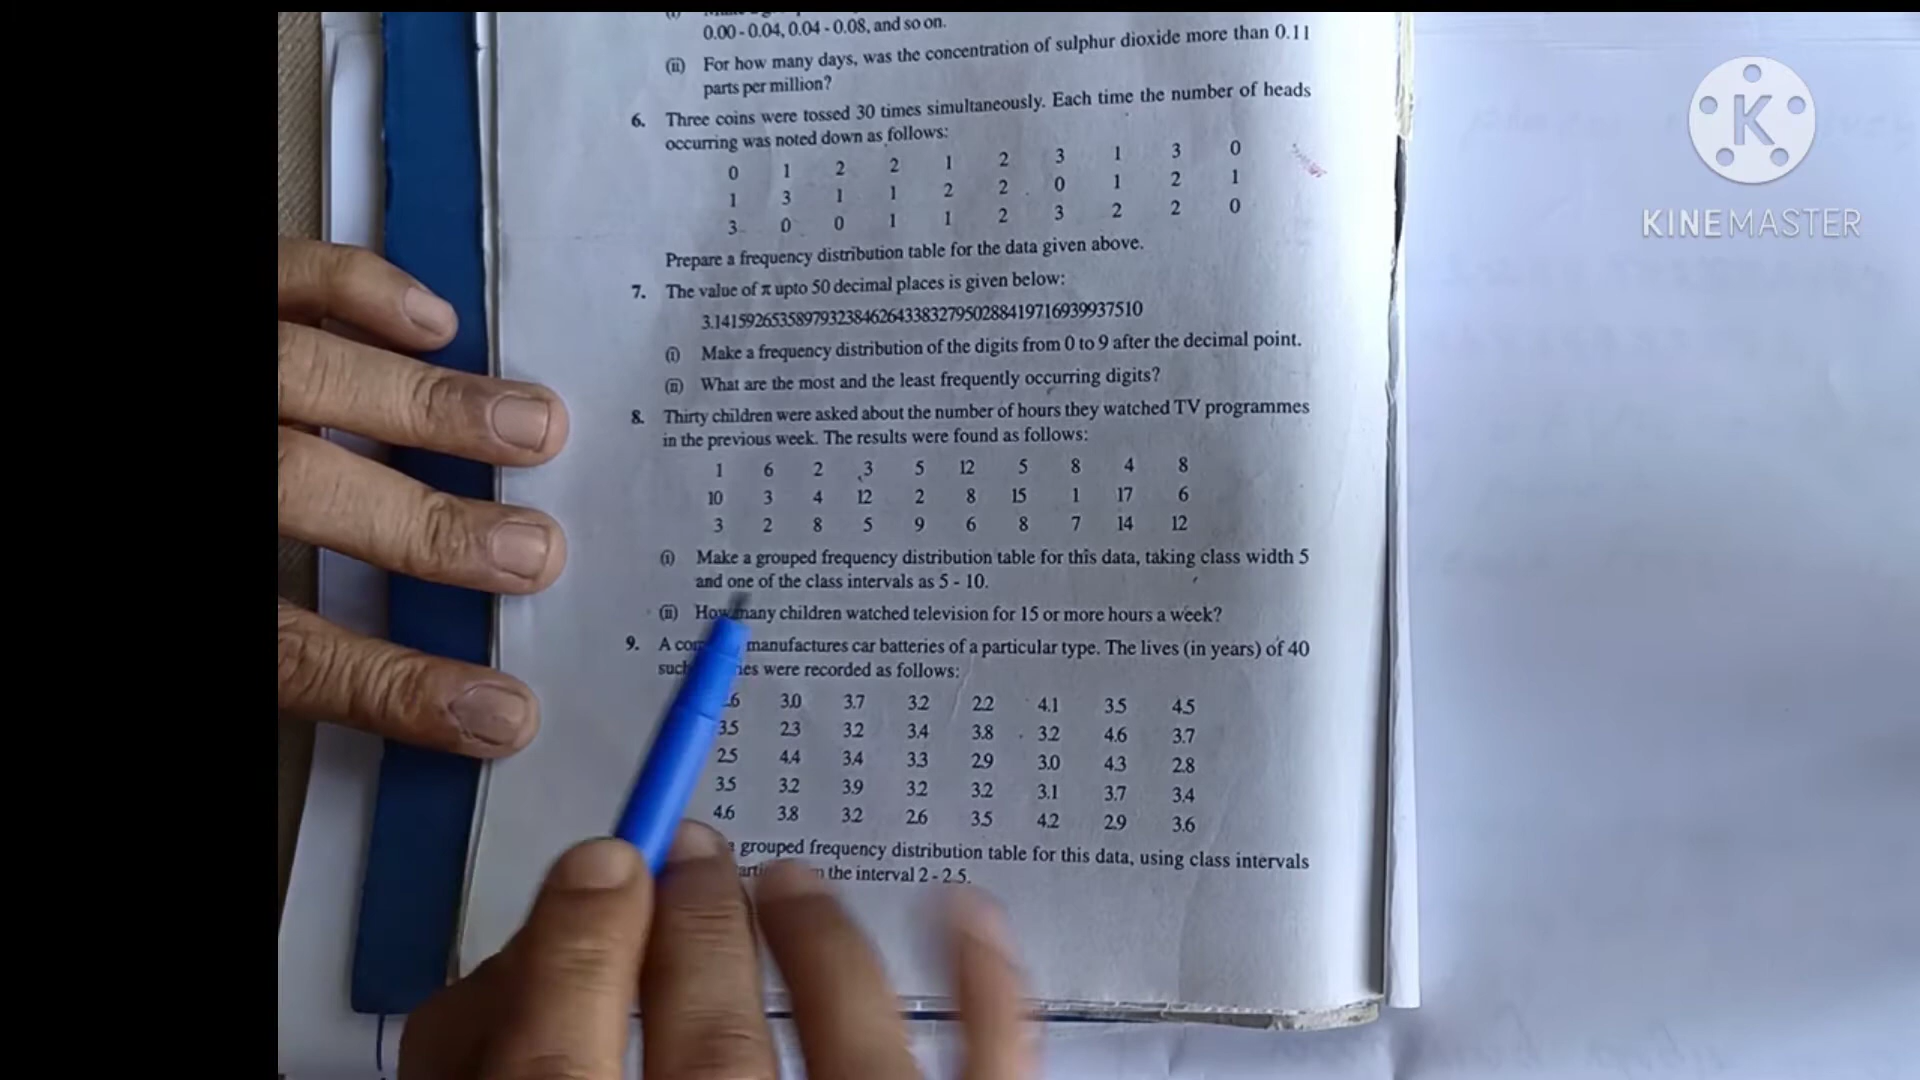 0.00 - 0.04, 0.04 - 0.08, and so on.
(ii) For how many days, was the concentration of sulphur dioxide more than 0.11
parts per million?
6. Three coins were tossed 30 times simultaneously. Each time the number of heads
occurring was noted down as follows:
0 1 2 2 1 2 3 1 3 0
1 3 1 1 2 2 0 1 2 1
3 0 0 1 1 2 3 2 2 0
Prepare a frequency distribution table for the data given above.
7. The value of π upto 50 decimal places is given below:
3.14159265358979323846264338327950288419716939937510
(i) Make a frequency distribution of the digits from 0 to 9 after the decimal point.
(ii) What are the most and the least frequently occurring digits?
8. Thirty children were asked about the number of hours they watched TV programmes
in the previous week. The results were found as follows:
1 6 2 3 5 12 5 8 4 8
10 3 4 12 2 8 15 1 17 6
3 2 8 5 9 6 8 7 14 12
(i) Make a grouped frequency distribution table for this data, taking class width 5
and one of the class intervals as 5 - 10.
(ii) How many children watched television for 15 or more hours a week?
9. A manufactures car batteries of a particular type. The lives (in years) of 40
such were recorded as follows:
3.0 3.7 3.2 2.2 4.1 3.5 4.5
3.5 2.3 3.2 3.4 3.8 3.2 4.6 3.7
2.5 4.4 3.4 3.3 2.9 3.0 4.3 2.8
3.5 3.2 3.9 3.2 3.2 3.1 3.7 3.4
4.6 3.8 3.2 2.6 3.5 4.2 2.9 3.6
grouped frequency distribution table for this data, using class intervals
the interval 2 - 2.5.
K
KINEMASTER